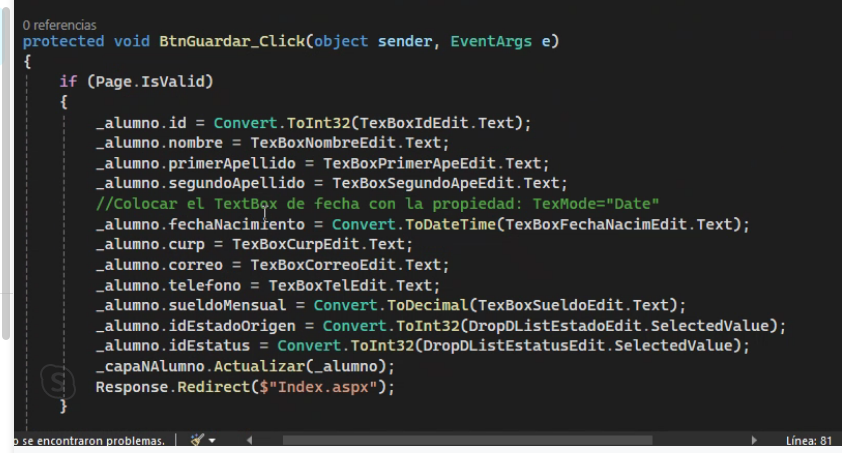 0 referencias
protected void BtnGuardar_Click(object sender, EventArgs e)
{
if (Page.IsValid)
{
_alumno.id = Convert.ToInt32(TexBoxIdEdit.Text);
_alumno.nombre = TexBoxNombreEdit.Text;
_alumno.primerApellido = TexBoxPrimerApeEdit.Text;
_alumno.segundoApellido = TexBoxSegundoApeEdit.Text;
//Colocar el TextBox de fecha con la propiedad: TexMode="Date"
_alumno.fechaNacimiento = Convert.ToDateTime(TexBoxFechaNacimEdit.Text);
_alumno.curp = TexBoxCurpEdit.Text;
_alumno.correo = TexBoxCorreoEdit.Text;
_alumno.telefono = TexBoxTelEdit.Text;
_alumno.sueldoMensual = Convert.ToDecimal(TexBoxSueldoEdit.Text);
_alumno.idEstadoOrigen = Convert.ToInt32(DropDListEstadoEdit.SelectedValue);
_alumno.idEstatus = Convert.ToInt32(DropDListEstatusEdit.SelectedValue);
_capaNAlumno.Actualizar(_alumno);
Response.Redirect($"Index.aspx");
}
o se encontraron problemas. Línea: 81